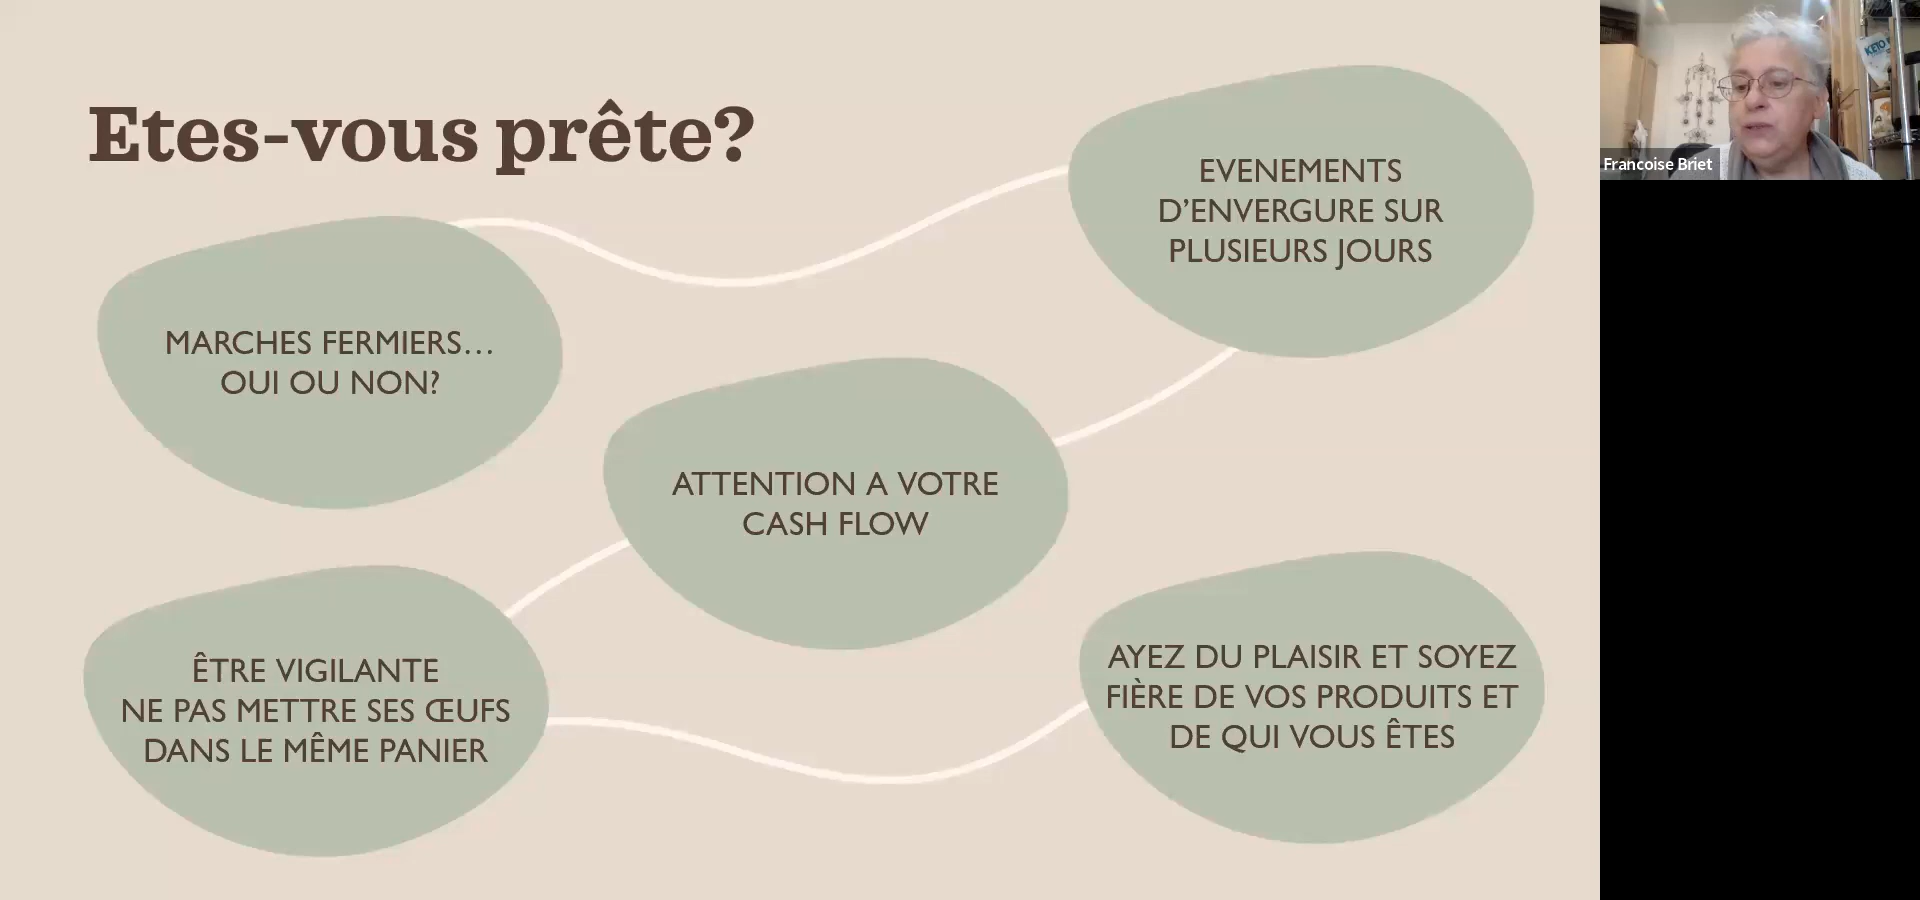 Etes-vous prête?
MARCHES FERMIERS…
OUI OU NON?
EVENEMENTS
D’ENVERGURE SUR
PLUSIEURS JOURS
ATTENTION A VOTRE
CASH FLOW
ÊTRE VIGILANTE
NE PAS METTRE SES ŒUFS
DANS LE MÊME PANIER
AYEZ DU PLAISIR ET SOYEZ
FIÈRE DE VOS PRODUITS ET
DE QUI VOUS ÊTES
KETO
Francoise Briet